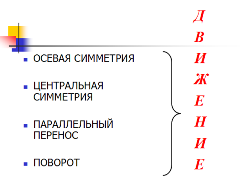 ОСЕВАЯ СИММЕТРИЯ
ЦЕНТРАЛЬНАЯ
СИММЕТРИЯ
ПАРАЛЛЕЛЬНЫЙ
ПЕРЕНОС
ПОВОРОТ
Д
В
И
Ж
Е
Н
И
Е